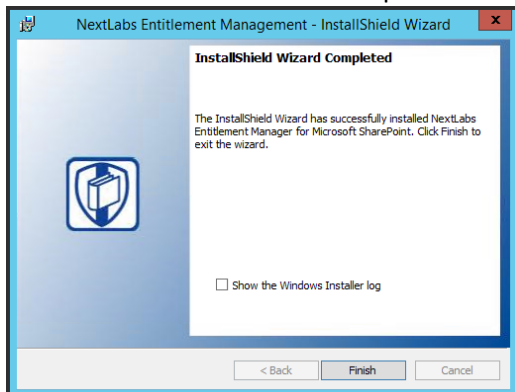 NextLabs Entitlement Management - InstallShield Wizard
x
InstallShield Wizard Completed
The InstallShield Wizard has successfully installed NextLabs
Entitlement Manager for Microsoft SharePoint. Click Finish to
exit the wizard.
Show the Windows Installer log
< Back Finish Cancel